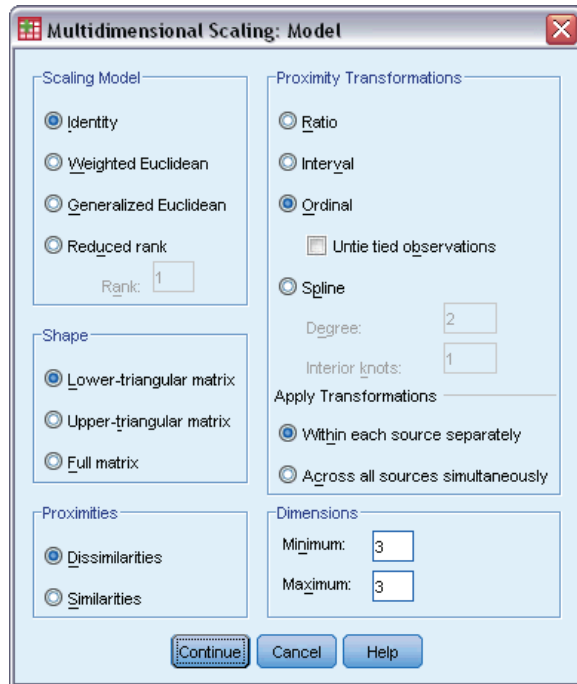 Multidimensional Scaling: Model
Scaling Model
Identity
Weighted Euclidean
Generalized Euclidean
Reduced rank
Rank: 1
Shape
Lower-triangular matrix
Upper-triangular matrix
Full matrix
Proximities
Dissimilarities
Similarities
Proximity Transformations
Ratio
Interval
Ordinal
Untie tied observations
Spline
Degree: 2
Interior knots: 1
Apply Transformations
Within each source separately
Across all sources simultaneously
Dimensions
Minimum: 3
Maximum: 3
Continue Cancel Help